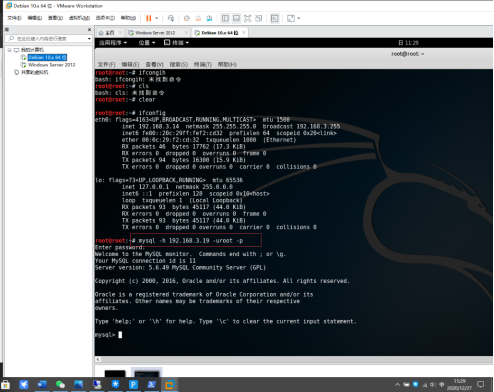 Debian 10.x 64 位 - VMware Workstation
文件(F) 编辑(E) 查看(V) 虚拟机(M) 选项卡(T) 帮助(H)
库
主页 Windows Server 2012 Debian 10.x 64 位
在此处键入内容进行搜索
应用程序 位置 终端 日 11:29
我的计算机
Debian 10.x 64 位
Windows Server 2012
共享的虚拟机
root@root: ~
文件(F) 编辑(E) 查看(V) 搜索(S) 终端(T) 帮助(H)
root@root:~# ifcongih
bash: ifcongih: 未找到命令
root@root:~# cls
bash: cls: 未找到命令
root@root:~# clear
root@root:~# ifconfig
eth0: flags=4163<UP,BROADCAST,RUNNING,MULTICAST> mtu 1500
inet 192.168.3.14 netmask 255.255.255.0 broadcast 192.168.3.255
inet6 fe80::20c:29ff:fef2:cd32 prefixlen 64 scopeid 0x20<link>
ether 00:0c:29:f2:cd:32 txqueuelen 1000 (Ethernet)
RX packets 46 bytes 17762 (17.3 KiB)
RX errors 0 dropped 0 overruns 0 frame 0
TX packets 94 bytes 16300 (15.9 KiB)
TX errors 0 dropped 0 overruns 0 carrier 0 collisions 0
lo: flags=73<UP,LOOPBACK,RUNNING> mtu 65536
inet 127.0.0.1 netmask 255.0.0.0
inet6 ::1 prefixlen 128 scopeid 0x10<host>
loop txqueuelen 1 (Local Loopback)
RX packets 93 bytes 45117 (44.0 KiB)
RX errors 0 dropped 0 overruns 0 frame 0
TX packets 93 bytes 45117 (44.0 KiB)
TX errors 0 dropped 0 overruns 0 carrier 0 collisions 0
root@root:~# mysql -h 192.168.3.19 -uroot -p
Enter password:
Welcome to the MySQL monitor. Commands end with ; or \g.
Your MySQL connection id is 11
Server version: 5.6.49 MySQL Community Server (GPL)
Copyright (c) 2000, 2016, Oracle and/or its affiliates. All rights reserved.
Oracle is a registered trademark of Oracle Corporation and/or its
affiliates. Other names may be trademarks of their respective
owners.
Type 'help;' or '\h' for help. Type '\c' to clear the current input statement.
mysql>
中
11:29
2020/12/27